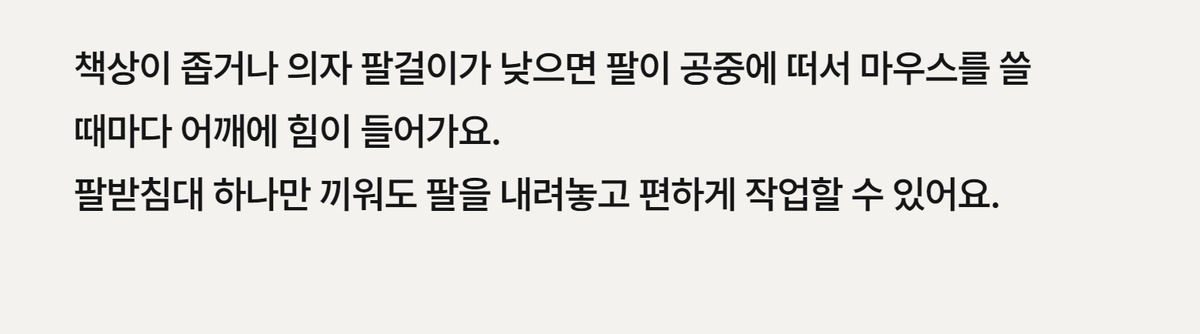 책상이 좁거나 의자 팔걸이가 낮으면 팔이 공중에 떠서 마우스를 쓸
때마다 어깨에 힘이 들어가요.
팔받침대 하나만 끼워도 팔을 내려놓고 편하게 작업할 수 있어요.